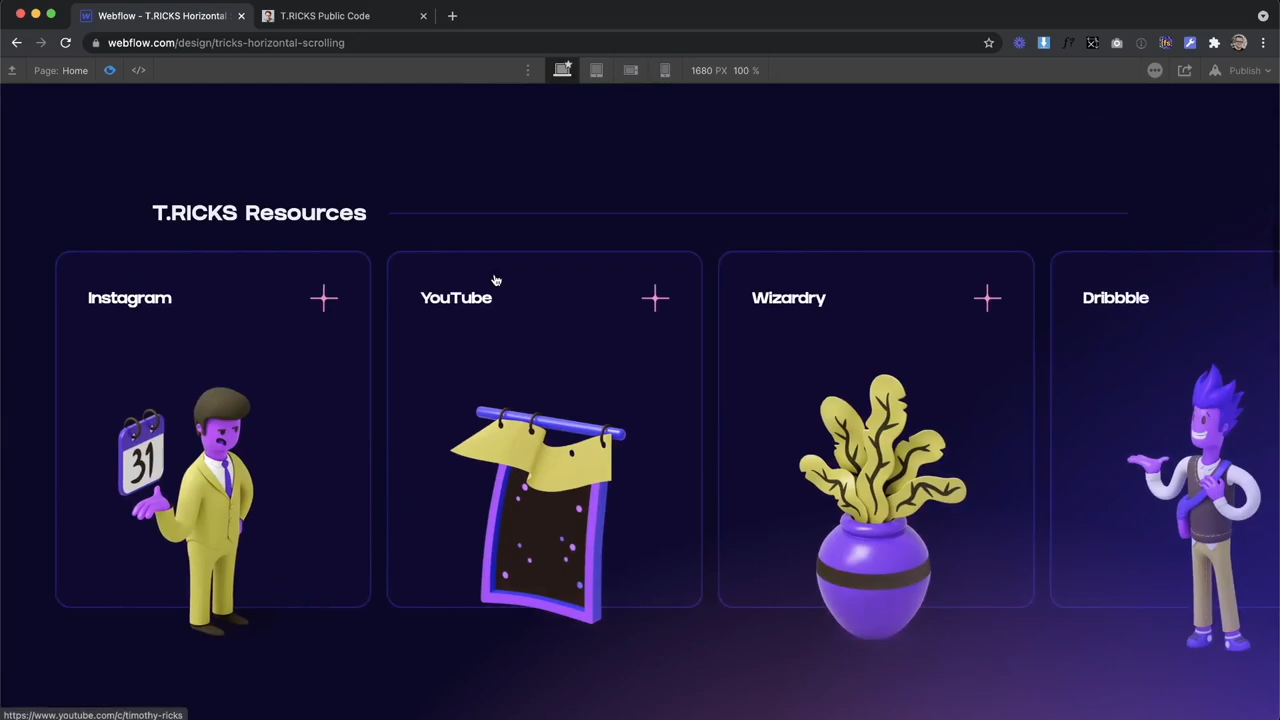 Webflow - T.RICKS Horizontal
T.RICKS Public Code
webflow.com/design/tricks-horizontal-scrolling
Page: Home
1680 PX 100 %
Publish
T.RICKS Resources
Instagram
YouTube
Wizardry
Dribbble
31
https://www.youtube.com/c/timothy-ricks